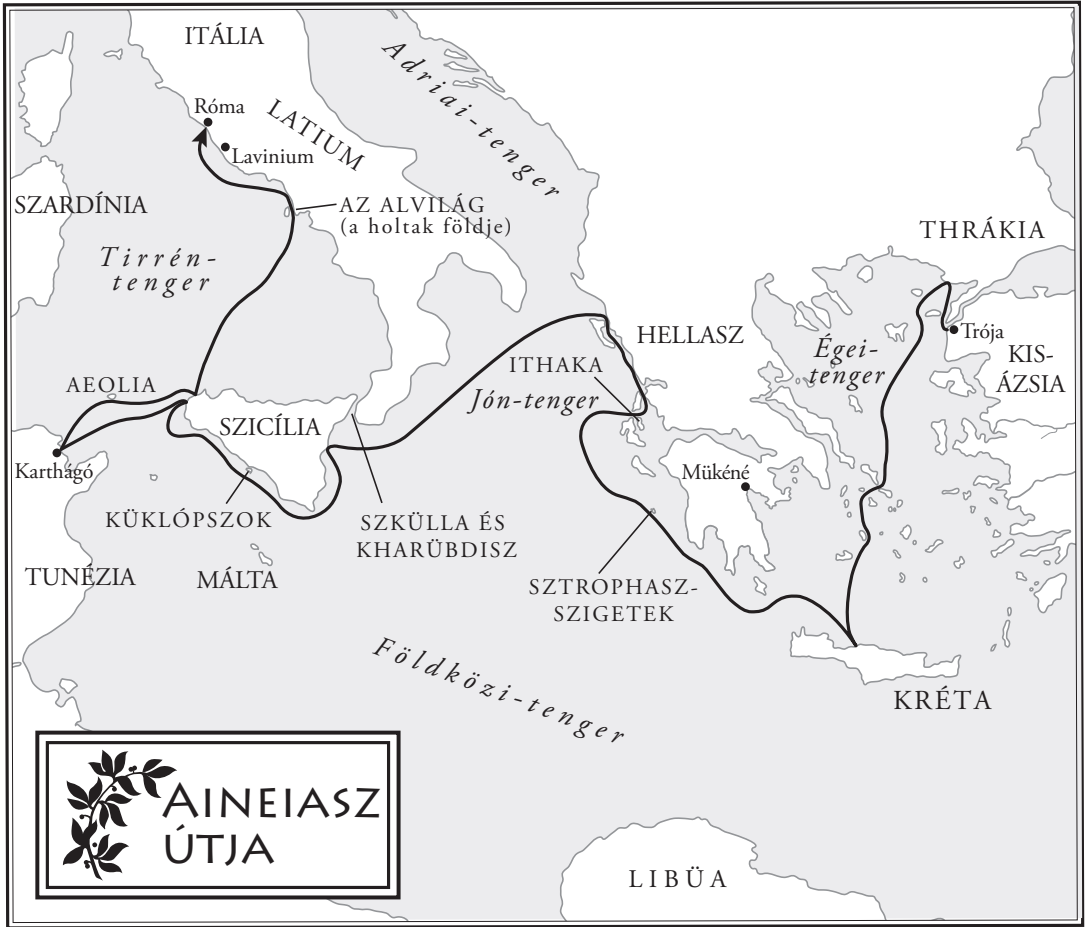 ITÁLIA
Adriai-tenger
Róma
LATIUM
Lavinium
SZARDÍNIA
AZ ALVILÁG
(a holtak földje)
THRÁKIA
Tirrén-
tenger
HELLASZ
Trója
Égei-
tenger
KIS-
ÁZSIA
ITHAKA
AEOLIA
Jón-tenger
SZICÍLIA
Karthágó
Mükéné
KÜKLÓPSZOK
SZKÜLLA ÉS
KHARÜBDISZ
TUNÉZIA
MÁLTA
SZTROPHASZ-
SZIGETEK
Földközi-tenger
KRÉTA
AINEIASZ
ÚTJA
LIBÜA